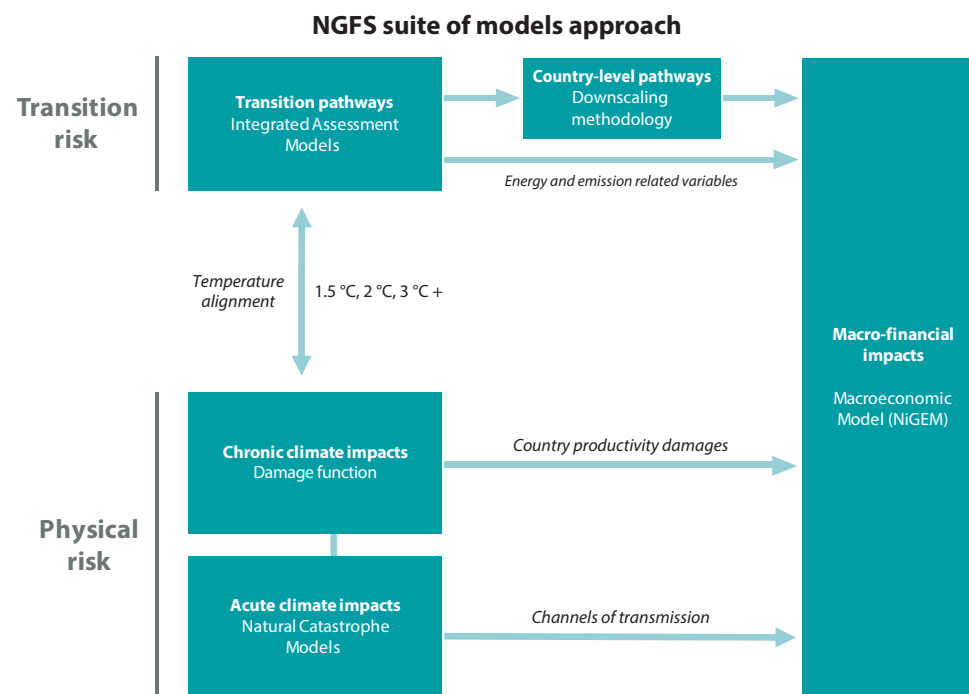 NGFS suite of models approach
Transition
risk
Transition pathways
Integrated Assessment
Models
Country-level pathways
Downscaling
methodology
Energy and emission related variables
Temperature
alignment
1.5 °C, 2 °C, 3 °C +
Macro-financial
impacts
Macroeconomic
Model (NiGEM)
Physical
risk
Chronic climate impacts
Damage function
Country productivity damages
Acute climate impacts
Natural Catastrophe
Models
Channels of transmission